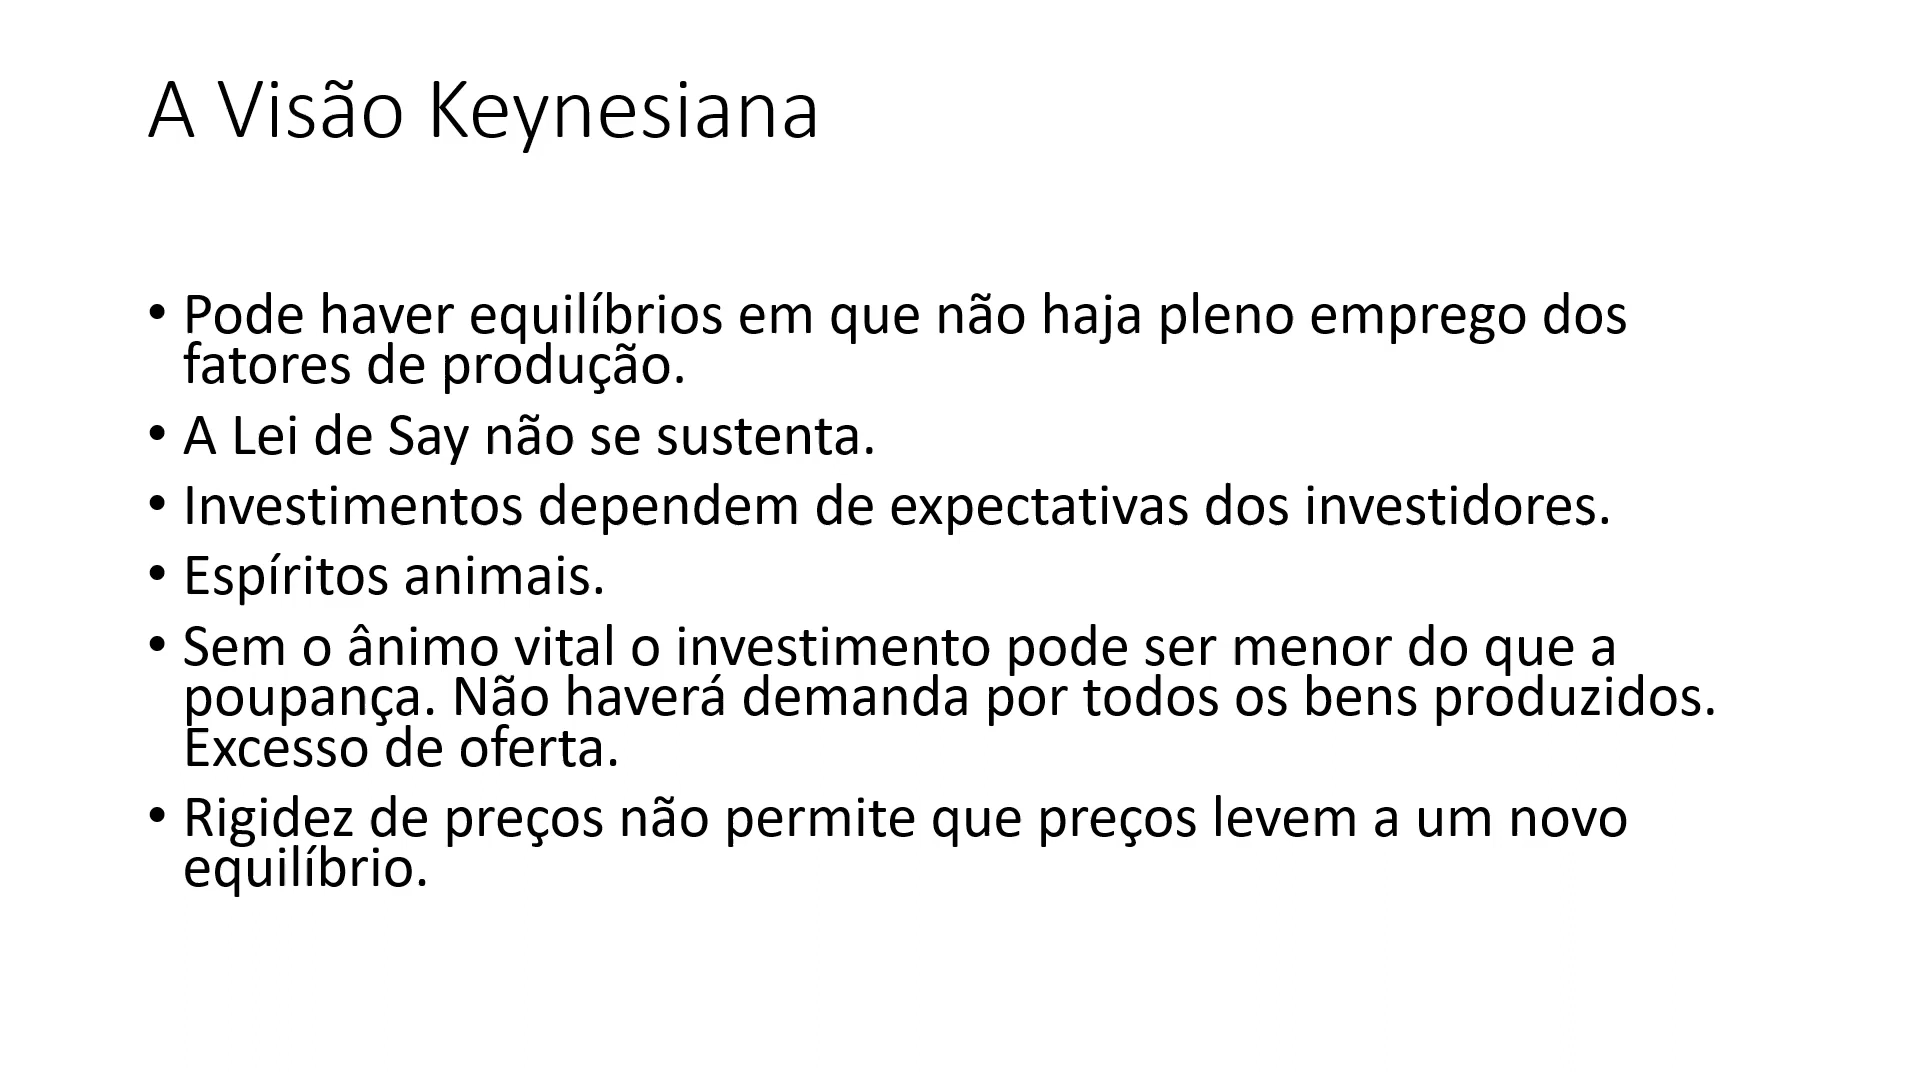 A Visão Keynesiana
• Pode haver equilíbrios em que não haja pleno emprego dos
fatores de produção.
• A Lei de Say não se sustenta.
• Investimentos dependem de expectativas dos investidores.
• Espíritos animais.
• Sem o ânimo vital o investimento pode ser menor do que a
poupança. Não haverá demanda por todos os bens produzidos.
Excesso de oferta.
• Rigidez de preços não permite que preços levem a um novo
equilíbrio.